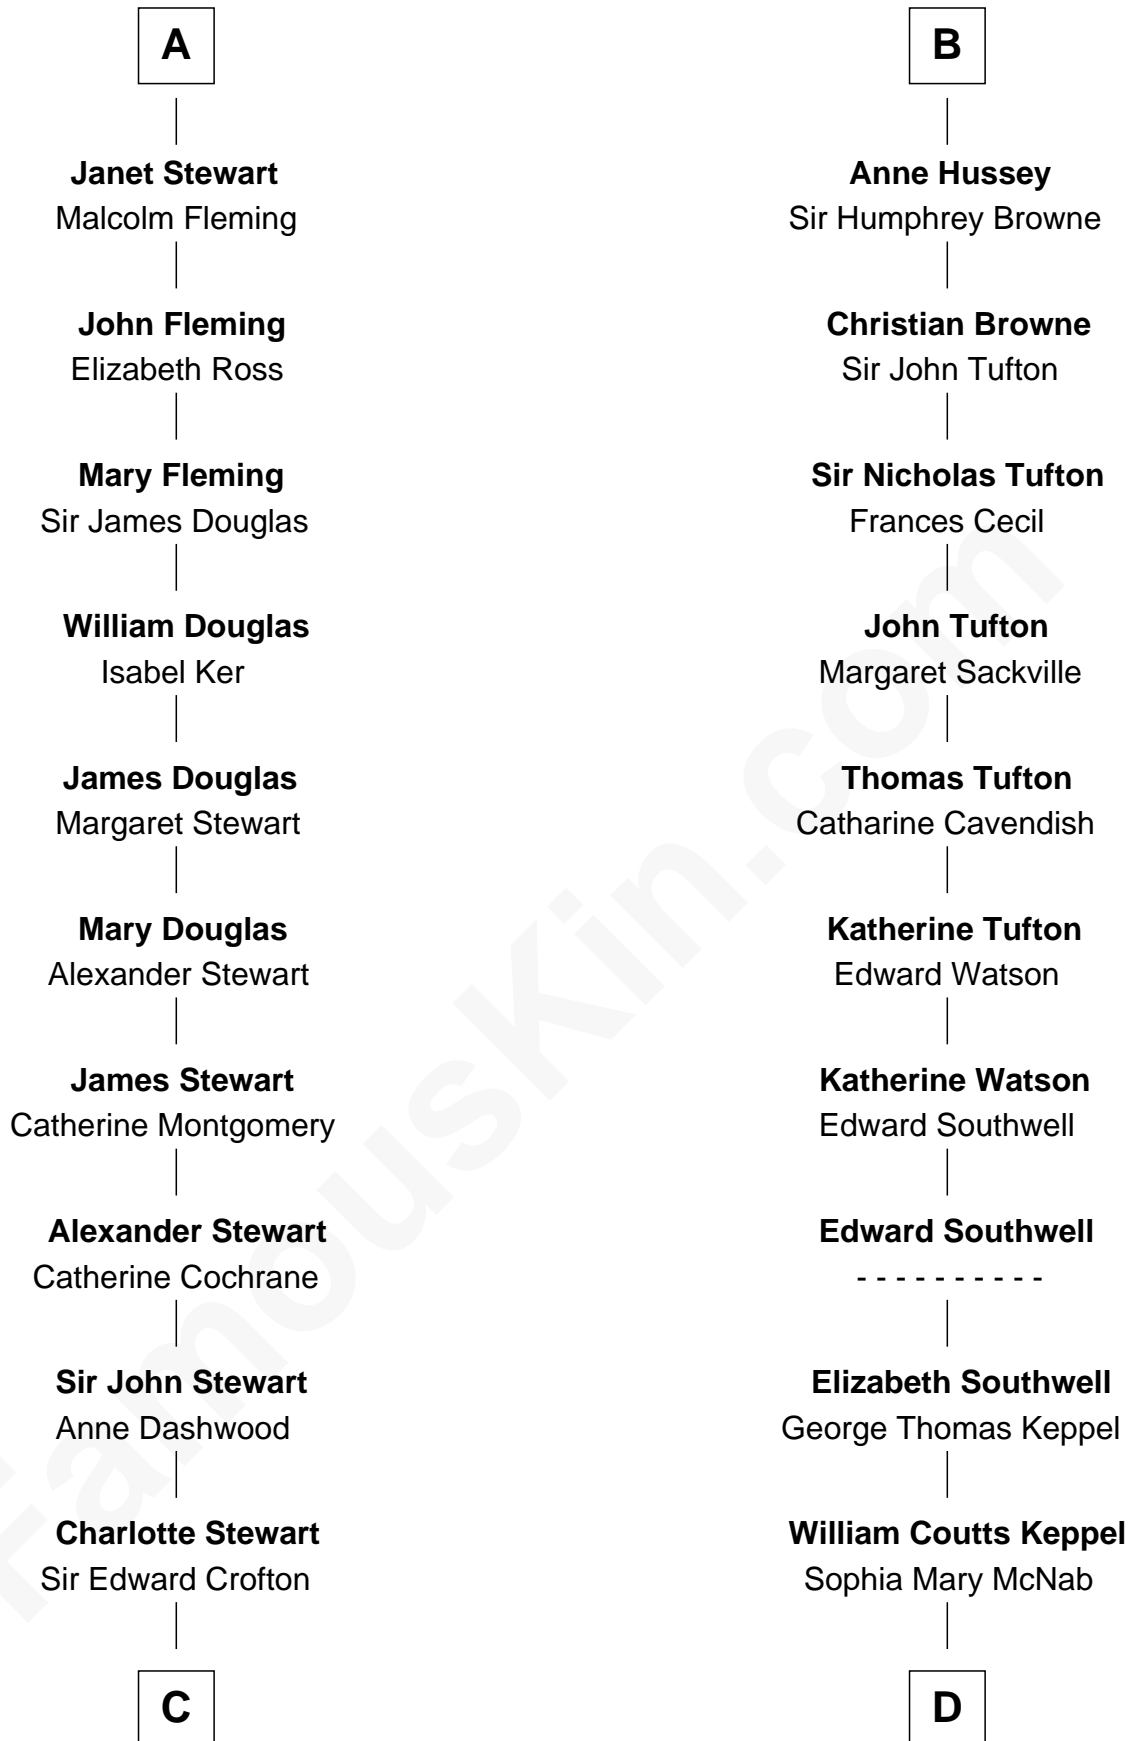 A
Janet Stewart
Malcolm Fleming
John Fleming
Elizabeth Ross
Mary Fleming
Sir James Douglas
William Douglas
Isabel Ker
James Douglas
Margaret Stewart
Mary Douglas
Alexander Stewart
James Stewart
Catherine Montgomery
Alexander Stewart
Catherine Cochrane
Sir John Stewart
Anne Dashwood
Charlotte Stewart
Sir Edward Crofton
C
B
Anne Hussey
Sir Humphrey Browne
Christian Browne
Sir John Tufton
Sir Nicholas Tufton
Frances Cecil
John Tufton
Margaret Sackville
Thomas Tufton
Catharine Cavendish
Katherine Tufton
Edward Watson
Katherine Watson
Edward Southwell
Edward Southwell
- - - - - - - - - -
Elizabeth Southwell
George Thomas Keppel
William Coutts Keppel
Sophia Mary McNab
D
FamousKin.com